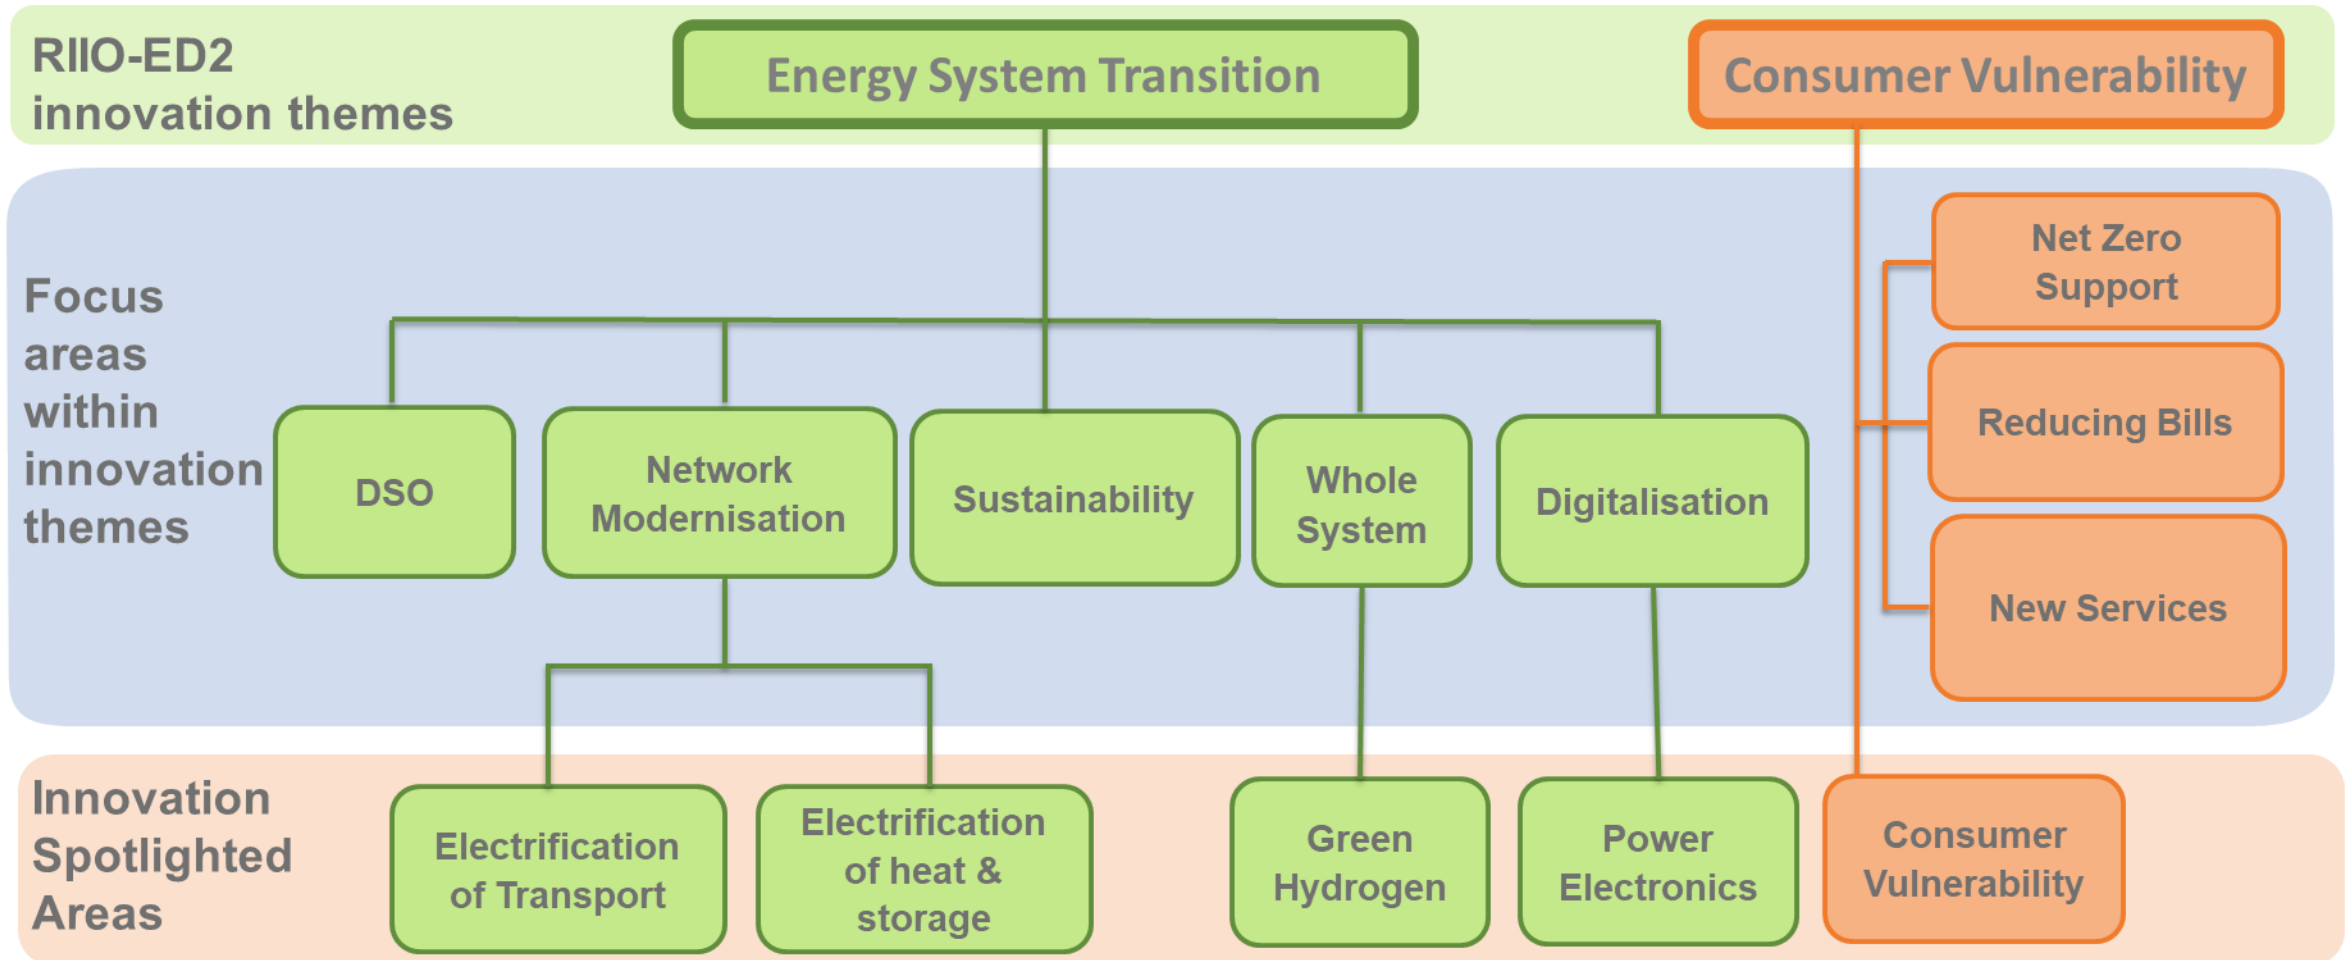 RIIO-ED2
innovation themes
Energy System Transition
Consumer Vulnerability
Focus
areas
within
innovation
themes
DSO
Network
Modernisation
Sustainability
Whole
System
Digitalisation
Net Zero
Support
Reducing Bills
New Services
Innovation
Spotlighted
Areas
Electrification
of Transport
Electrification
of heat &
storage
Green
Hydrogen
Power
Electronics
Consumer
Vulnerability